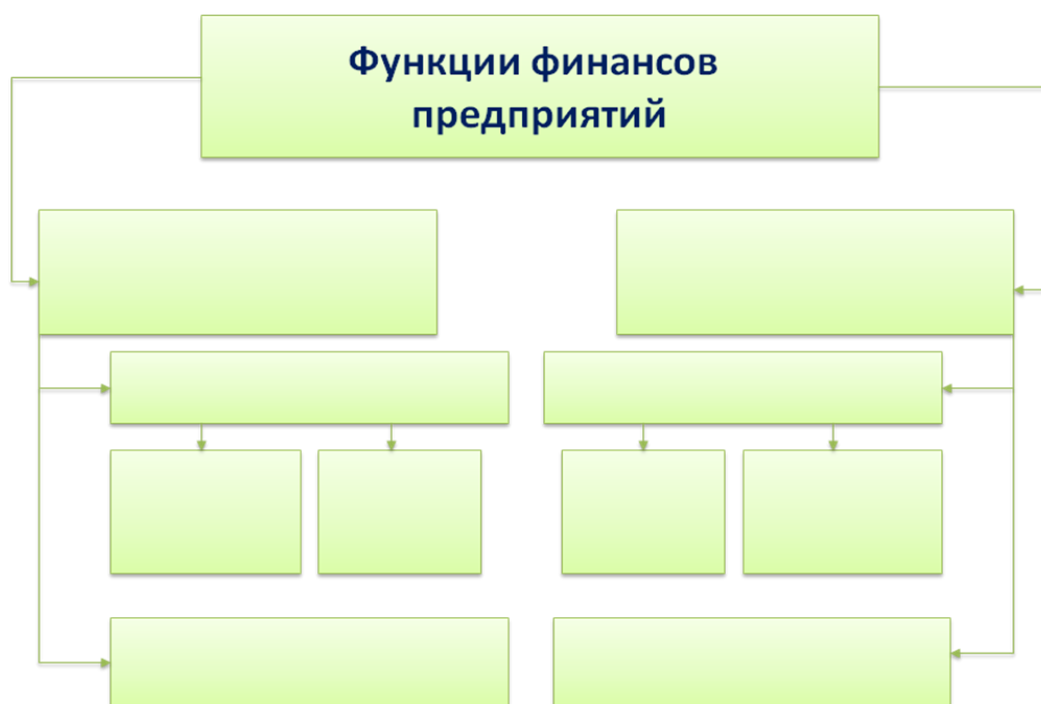 Функции финансов
предприятий